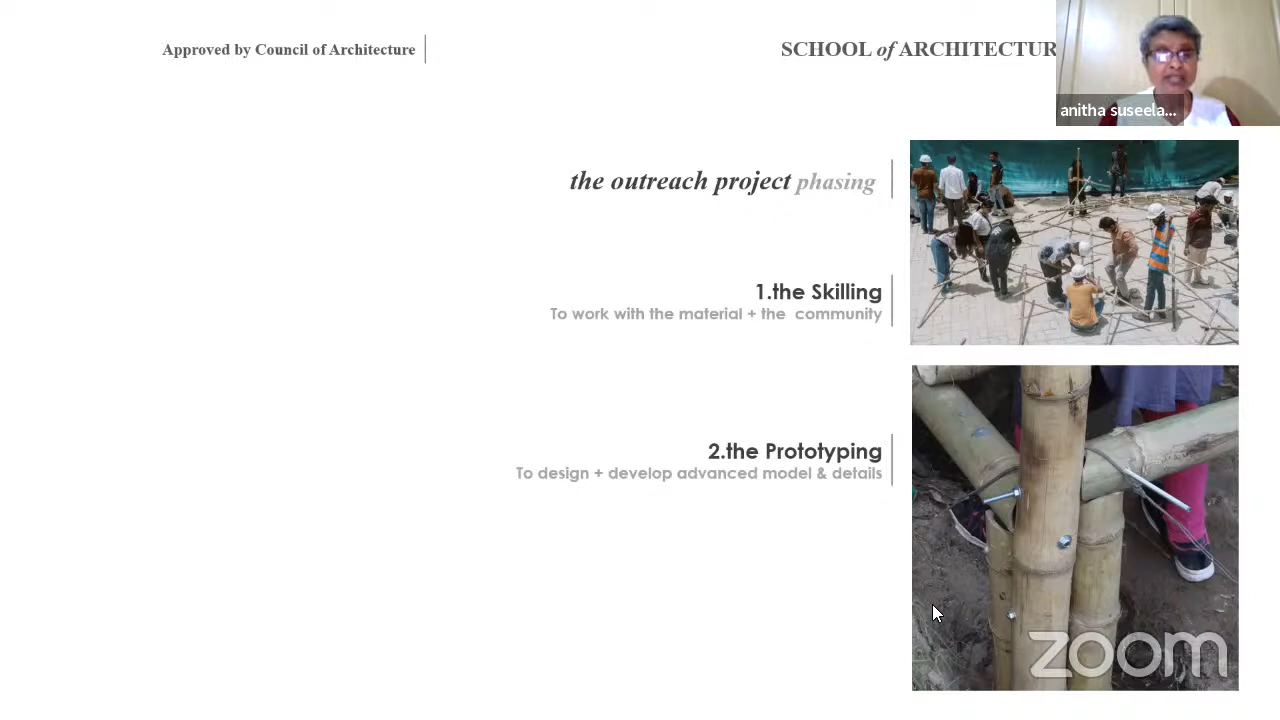 Approved by Council of Architecture
SCHOOL of ARCHITECTUR
anitha suseela...
the outreach project phasing
1.the Skilling
To work with the material + the community
2.the Prototyping
To design + develop advanced model & details
zoom